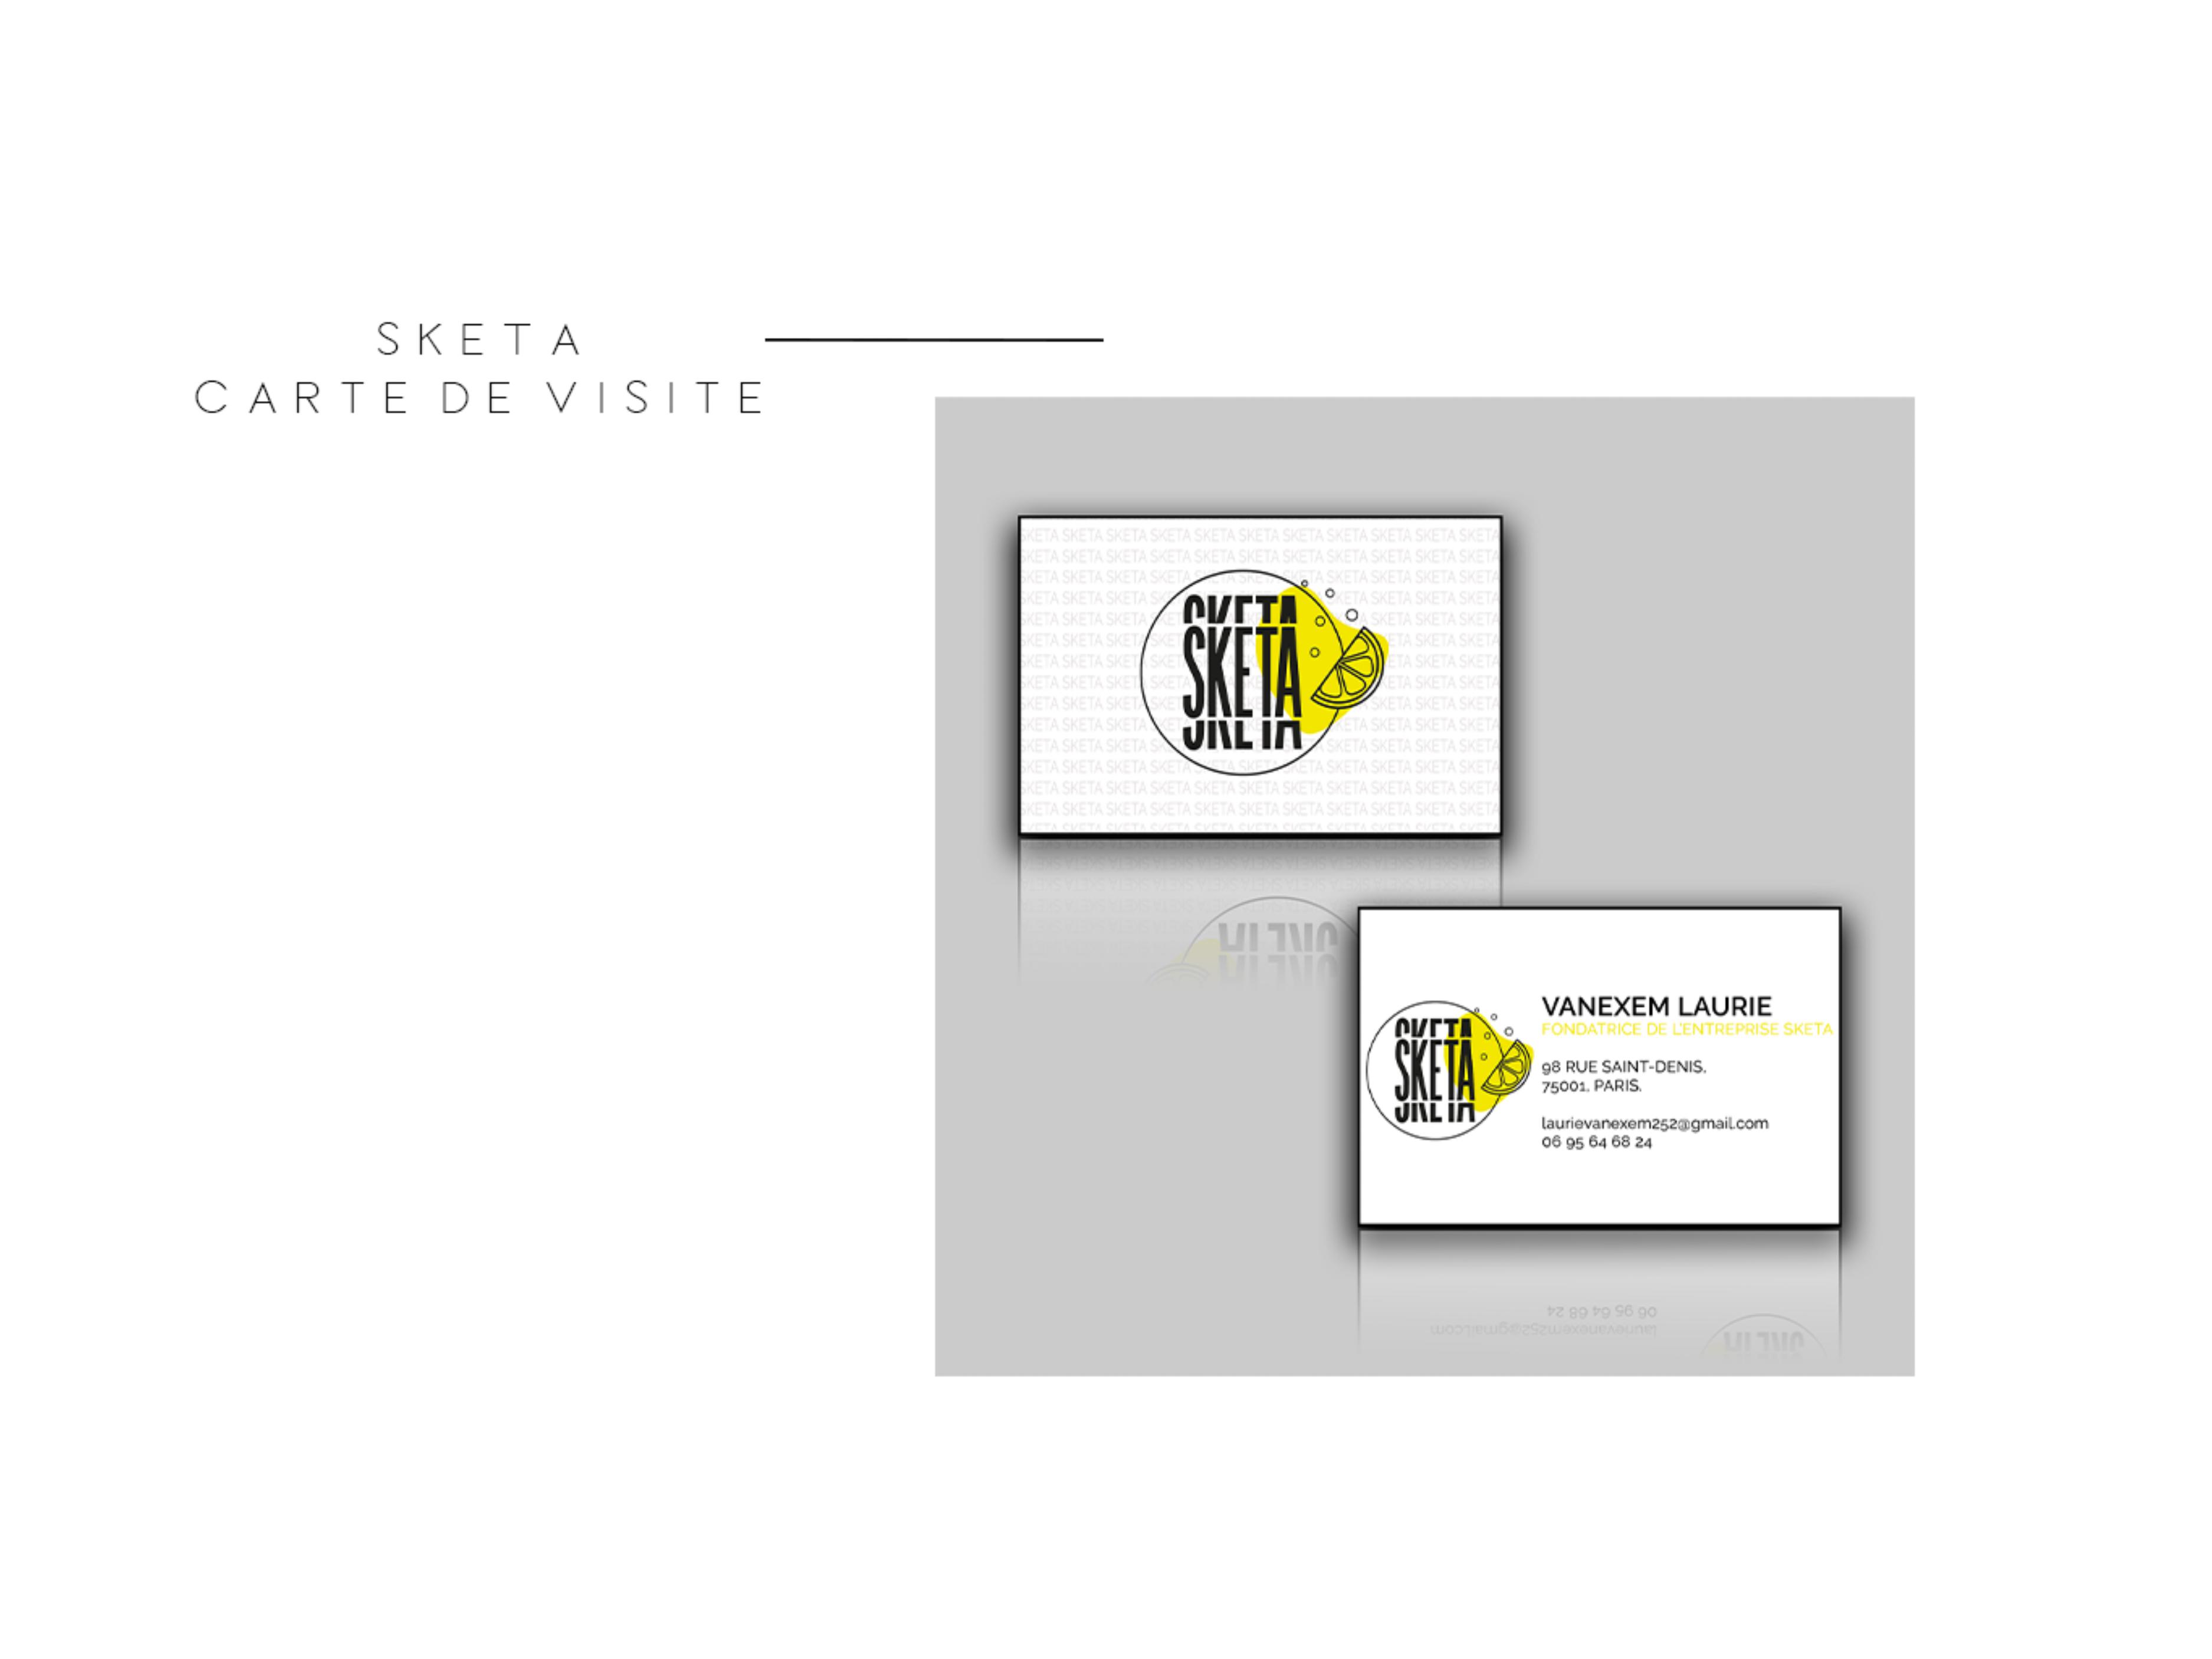 SKETA
CARTE DE VISITE
SKETA SKETA SKETA SKETA SKETA SKETA SKETA SKETA SKETA SKETA SKETA
SKETA
SKETA
SKETA
SKETA
SKETA
SKETA
VANEXEM LAURIE
FONDATRICE DE L'ENTREPRISE SKETA
98 RUE SAINT-DENIS,
75001, PARIS.
laurievanexem252@gmail.com
06 95 64 68 24